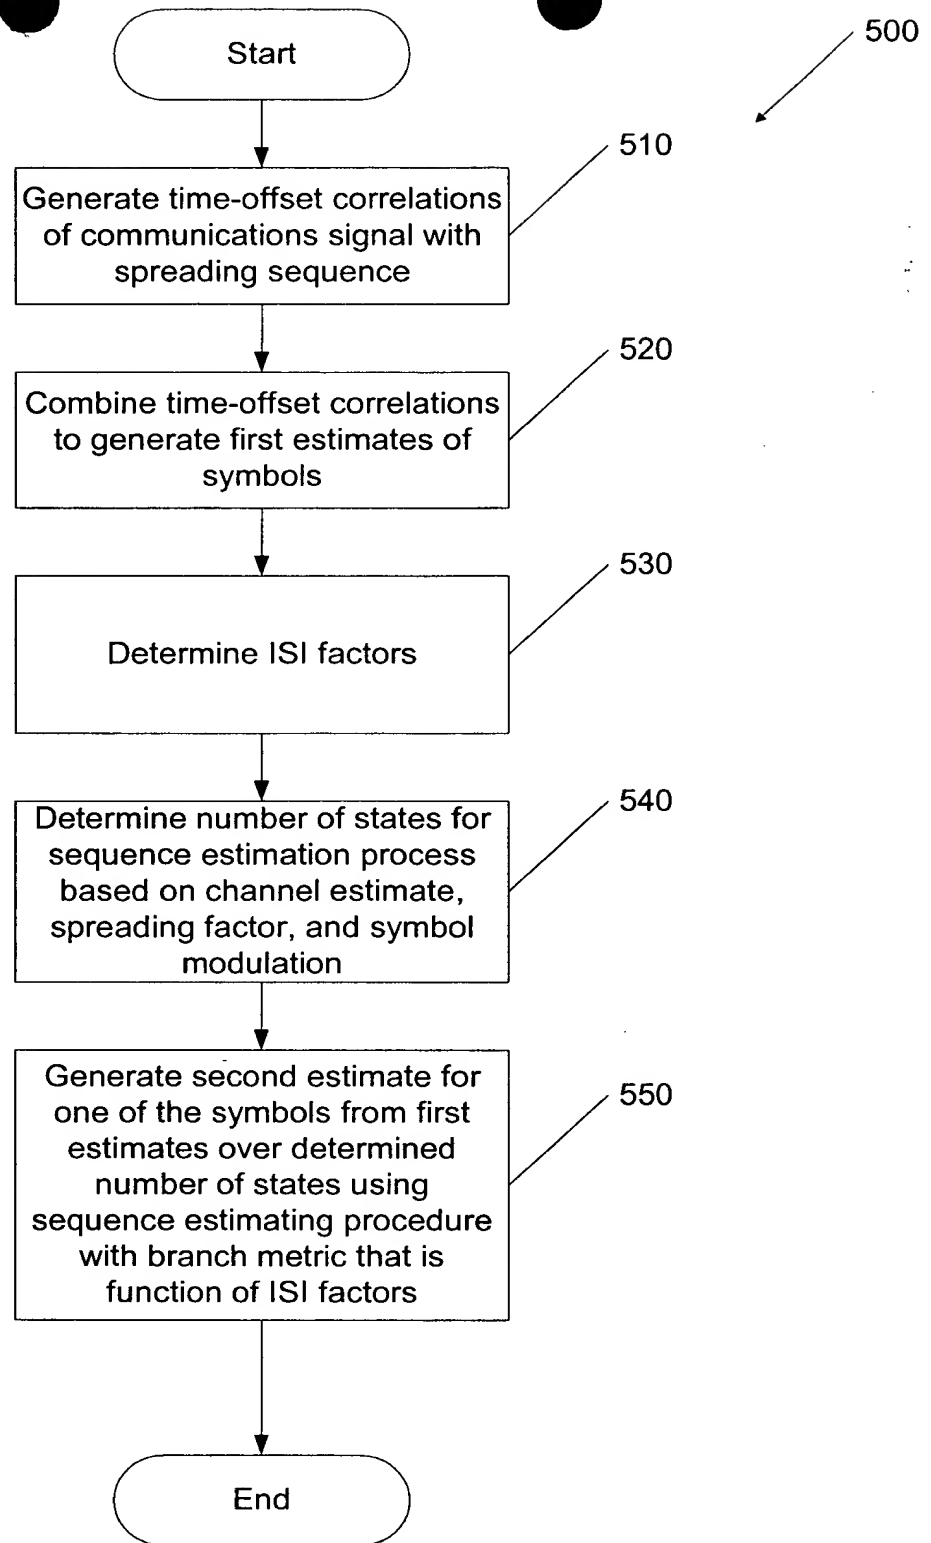 Start
500
510
Generate time-offset correlations
of communications signal with
spreading sequence
520
Combine time-offset correlations
to generate first estimates of
symbols
530
Determine ISI factors
540
Determine number of states for
sequence estimation process
based on channel estimate,
spreading factor, and symbol
modulation
550
Generate second estimate for
one of the symbols from first
estimates over determined
number of states using
sequence estimating procedure
with branch metric that is
function of ISI factors
End